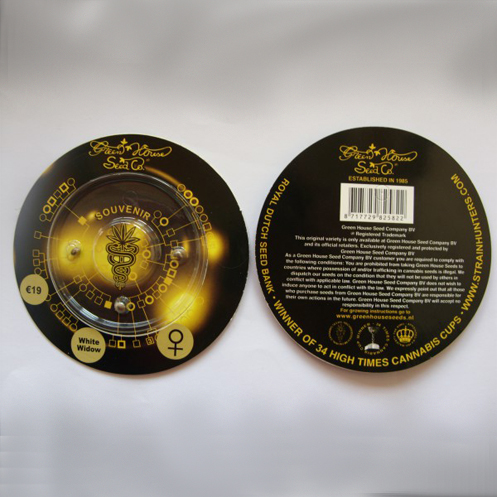 Green House
Seed Co.
SOUVENIR
€19
White
Widow
Green House
Seed Co.
ESTABLISHED IN 1985
8 717729 825822
Green House Seed Company BV
® Registered Trademark
This original variety is only available at Green House Seed Company BV
and its official retailers. Exclusively registered and protected by
Green House Seed Company BV
As a Green House Seed Company BV customer you are required to comply with
the following conditions: You are prohibited from taking Green House Seeds to
countries where possession of and/or trafficking in cannabis seeds is illegal. We
dispatch our seeds on the condition that they will not be used by others in
conflict with applicable law. Green House Seed Company BV does not wish to
induce anyone to act in conflict with the law. We expressly point out that all those
who purchase seeds from Green House Seed Company BV are responsible for
their own actions in the future. Green House Seed Company BV will accept no
responsibility in this respect.
For growing instructions go to
www.greenhouseseeds.nl
ROYAL DUTCH SEED BANK - WINNER OF 34 HIGH TIMES CANNABIS CUPS - WWW.STRAINHUNTERS.COM